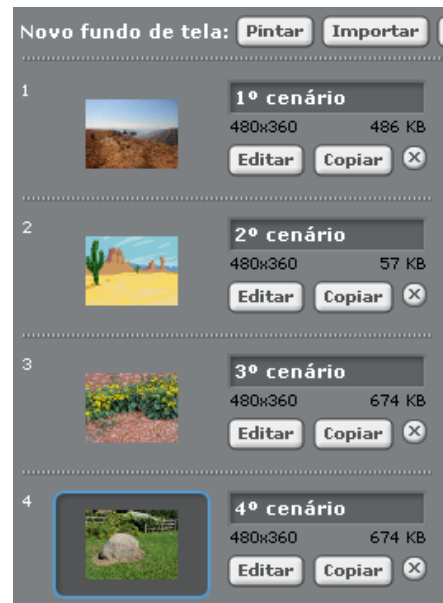 Novo fundo de tela: Pintar Importar
1
1º cenário
480x360 486 KB
Editar Copiar
2
2º cenário
480x360 57 KB
Editar Copiar
3
3º cenário
480x360 674 KB
Editar Copiar
4
4º cenário
480x360 674 KB
Editar Copiar